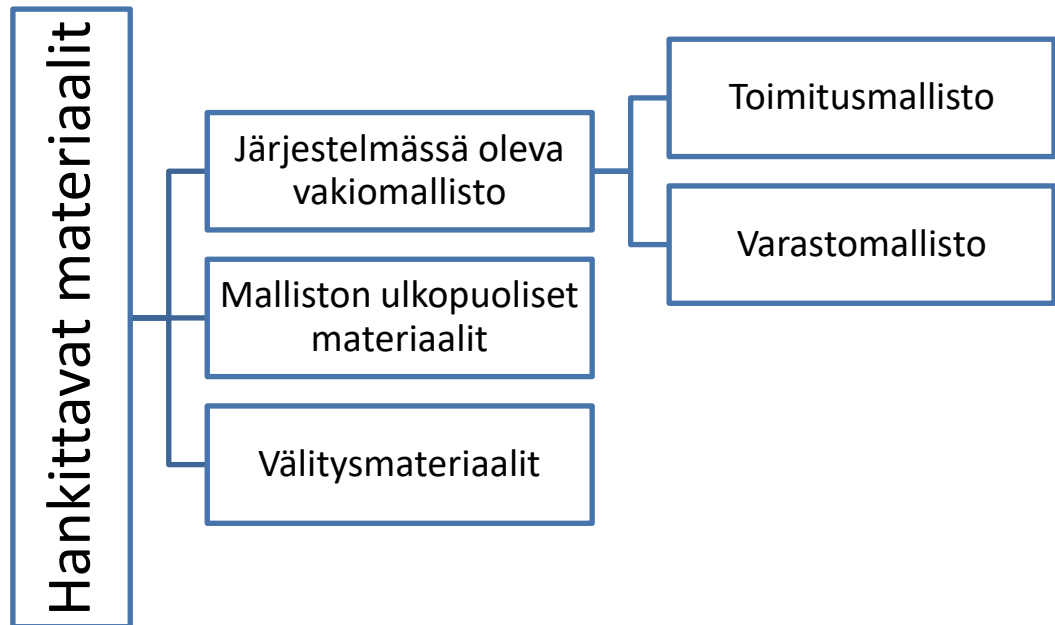 Hankittavat materiaalit
Järjestelmässä oleva
vakiomallisto
Malliston ulkopuoliset
materiaalit
Välitysmateriaalit
Toimitusmallisto
Varastomallisto